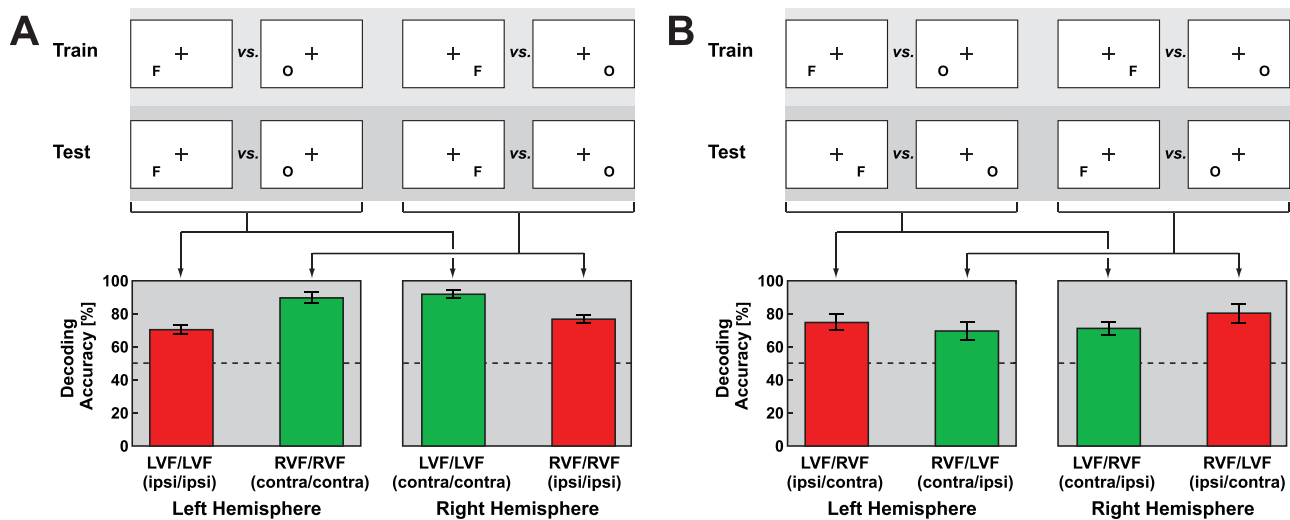 A
Train
F
vs.
O
F
vs.
O
Test
F
vs.
O
F
vs.
O
Decoding
Accuracy [%]
100
80
60
40
20
0
LVF/LVF
(ipsi/ipsi)
RVF/RVF
(contra/contra)
Left Hemisphere
LVF/LVF
(contra/contra)
RVF/RVF
(ipsi/ipsi)
Right Hemisphere
B
Train
F
vs.
O
F
vs.
O
Test
F
vs.
O
F
vs.
O
Decoding
Accuracy [%]
100
80
60
40
20
0
LVF/RVF
(ipsi/contra)
RVF/LVF
(contra/ipsi)
Left Hemisphere
LVF/RVF
(contra/ipsi)
RVF/LVF
(ipsi/contra)
Right Hemisphere